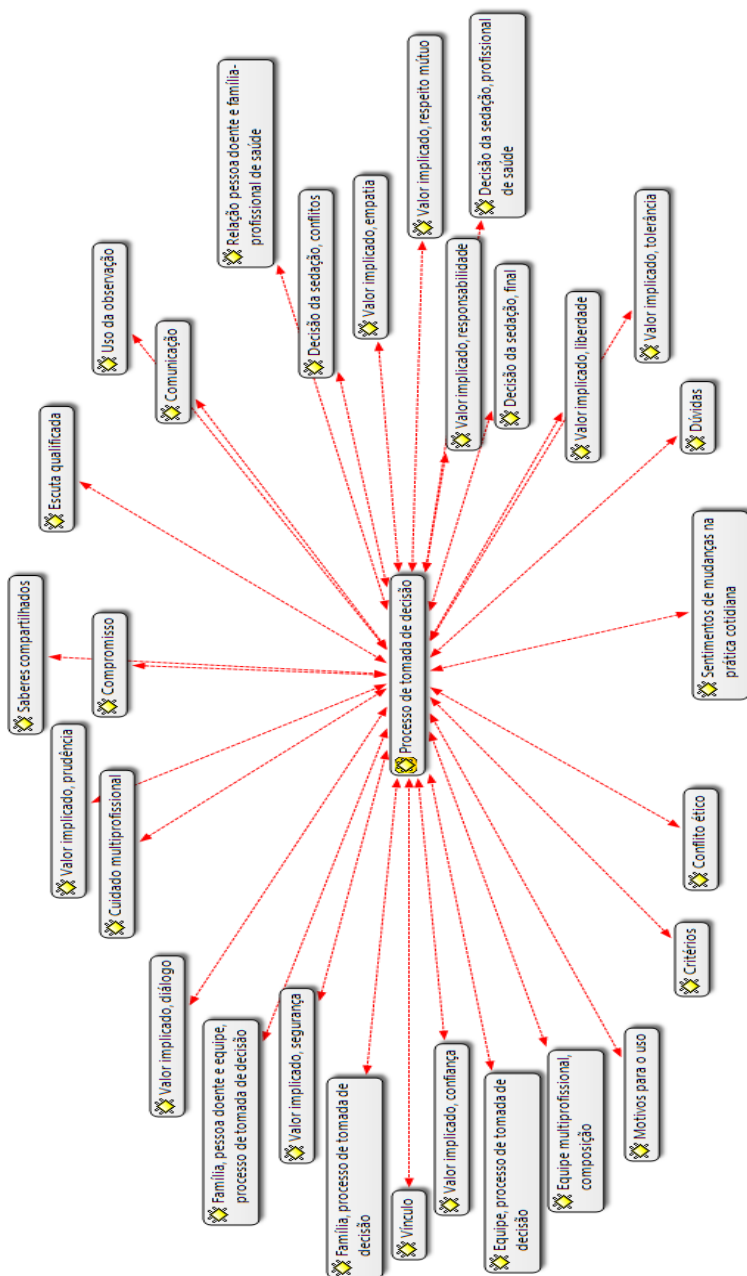 Saberes compartilhados
Valor implicado, prudência
Compromisso
Cuidado multiprofissional
Escuta qualificada
Uso da observação
Comunicação
Valor implicado, diálogo
Família, pessoa doente e equipe,
processo de tomada de decisão
Relação pessoa doente e família-
profissional de saúde
Valor implicado, segurança
Decisão da sedação, conflitos
Família, processo de tomada de
decisão
Valor implicado, empatia
Vínculo
Processo de tomada de decisão
Valor implicado, respeito mútuo
Valor implicado, confiança
Decisão da sedação, profissional
de saúde
Valor implicado, responsabilidade
Equipe, processo de tomada de
decisão
Decisão da sedação, final
Equipe multiprofissional,
composição
Valor implicado, liberdade
Valor implicado, tolerância
Motivos para o uso
Critérios
Conflito ético
Sentimentos de mudanças na
prática cotidiana
Dúvidas